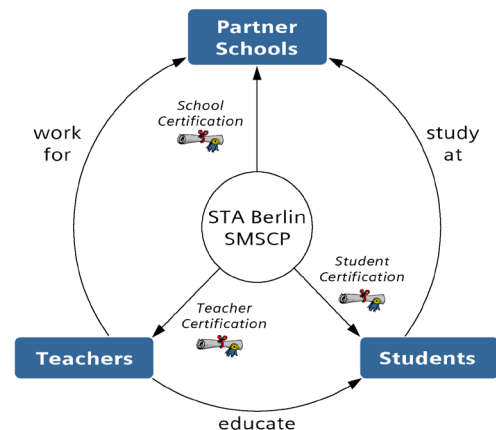 Partner
Schools
School
Certification
work
for
study
at
STA Berlin
SMSCP
Student
Certification
Teacher
Certification
Teachers
Students
educate